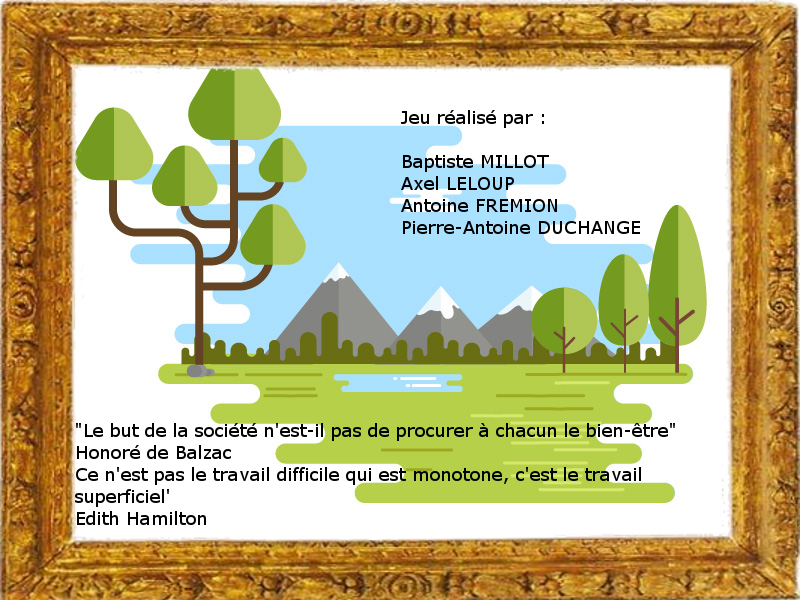 Jeu réalisé par :
Baptiste MILLOT
Axel LELOUP
Antoine FREMION
Pierre-Antoine DUCHANGE
"Le but de la société n'est-il pas de procurer à chacun le bien-être"
Honoré de Balzac
Ce n'est pas le travail difficile qui est monotone, c'est le travail
superficiel'
Edith Hamilton